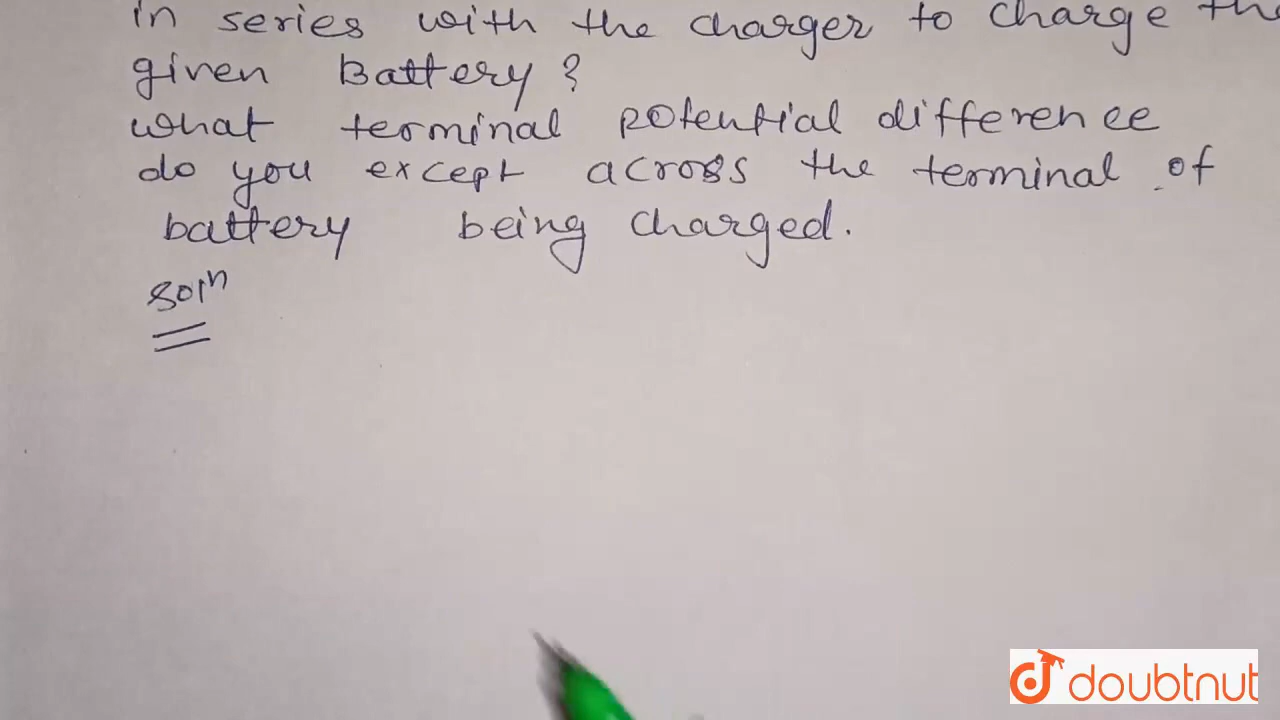 in series with the charger to charge the
given Battery?
what terminal potential difference
do you except across the terminal of
battery being charged.
Soln
doubtnut